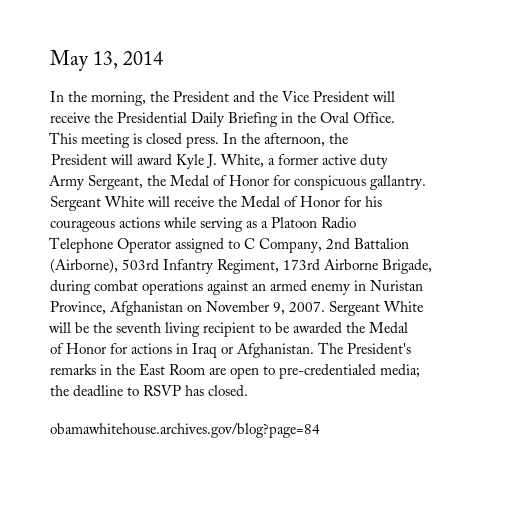 May 13, 2014
In the morning, the President and the Vice President will
receive the Presidential Daily Briefing in the Oval Office.
This meeting is closed press. In the afternoon, the
President will award Kyle J. White, a former active duty
Army Sergeant, the Medal of Honor for conspicuous gallantry.
Sergeant White will receive the Medal of Honor for his
courageous actions while serving as a Platoon Radio
Telephone Operator assigned to C Company, 2nd Battalion
(Airborne), 503rd Infantry Regiment, 173rd Airborne Brigade,
during combat operations against an armed enemy in Nuristan
Province, Afghanistan on November 9, 2007. Sergeant White
will be the seventh living recipient to be awarded the Medal
of Honor for actions in Iraq or Afghanistan. The President's
remarks in the East Room are open to pre-credentialed media;
the deadline to RSVP has closed.
obamawhitehouse.archives.gov/blog?page=84